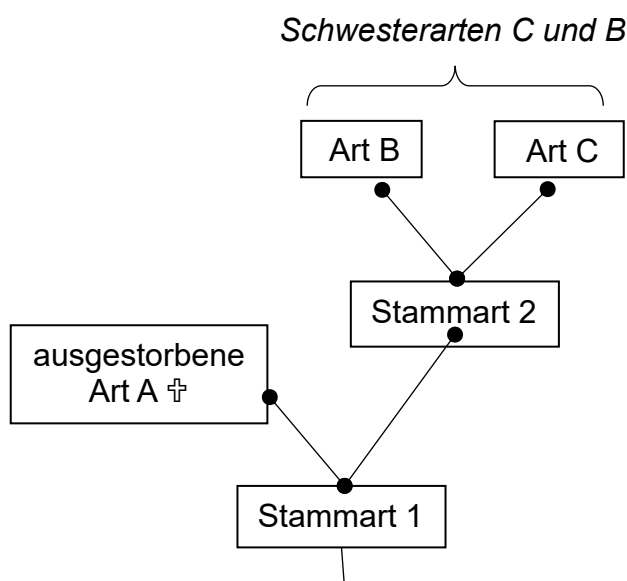 Schwesterarten C und B
Art B
Art C
Stammart 2
ausgestorbene
Art A ✞
Stammart 1